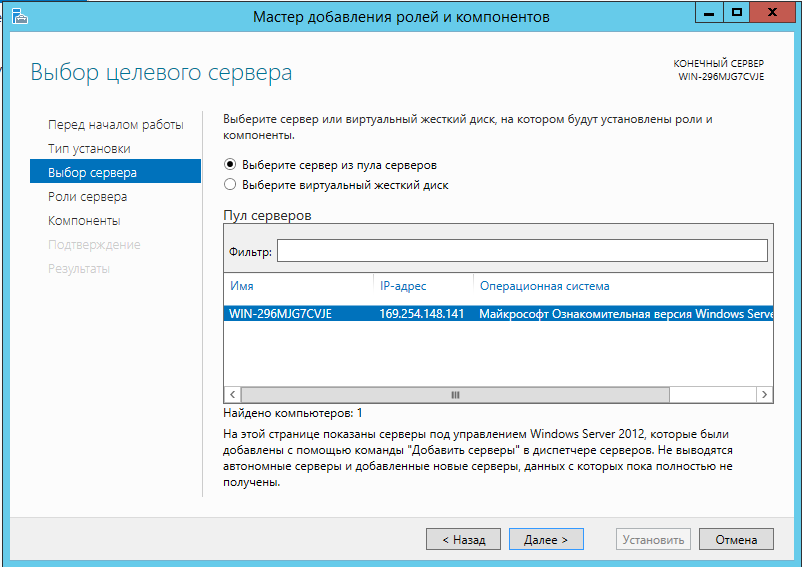 Мастер добавления ролей и компонентов
Выбор целевого сервера
КОНЕЧНЫЙ СЕРВЕР
WIN-296MJG7CVJE
Перед началом работы
Тип установки
Выбор сервера
Роли сервера
Компоненты
Подтверждение
Результаты
Выберите сервер или виртуальный жесткий диск, на котором будут установлены роли и
компоненты.
Выберите сервер из пула серверов
Выберите виртуальный жесткий диск
Пул серверов
Фильтр:
Имя IP-адрес Операционная система
WIN-296MJG7CVJE 169.254.148.141 Майкрософт Ознакомительная версия Windows Serve
Найдено компьютеров: 1
На этой странице показаны серверы под управлением Windows Server 2012, которые были
добавлены с помощью команды "Добавить серверы" в диспетчере серверов. Не выводятся
автономные серверы и добавленные новые серверы, данных с которых пока полностью не
получены.
< Назад Далее > Установить Отмена